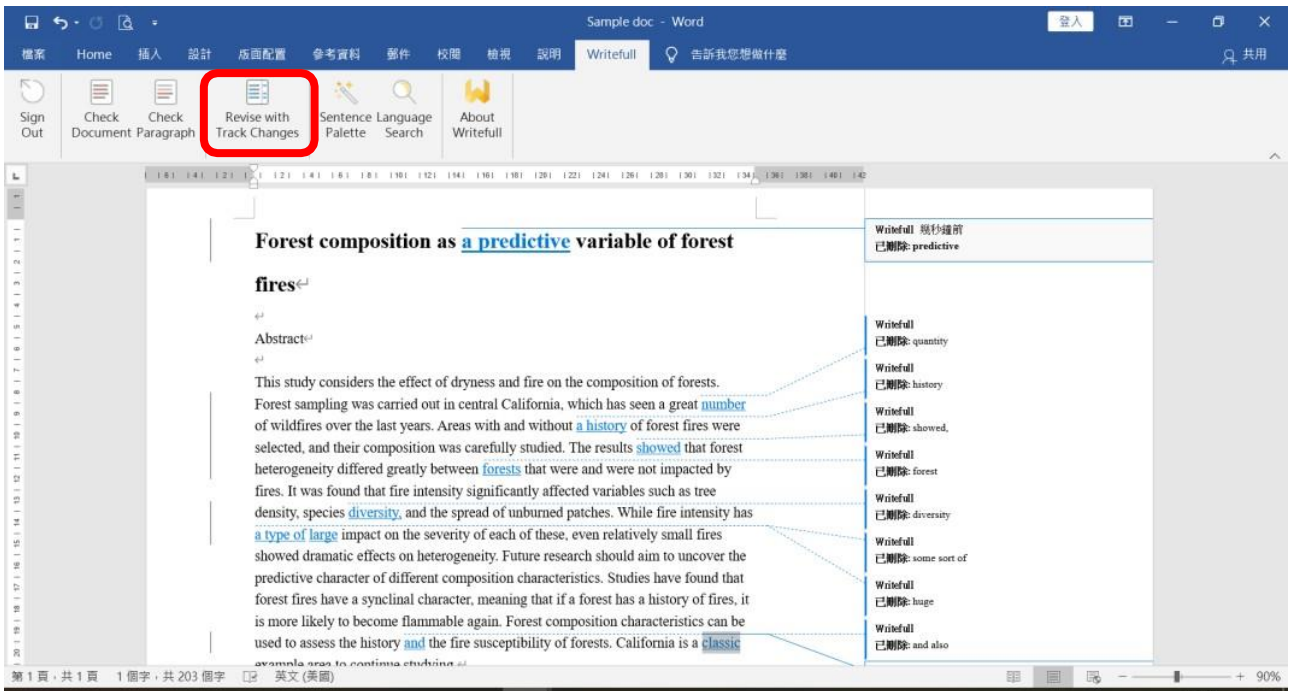 Sample doc - Word
登入
檔案 Home 插入 設計 版面配置 參考資料 郵件 校閱 檢視 說明 Writefull 告訴我您想做什麼 共用
Sign Out
Check Document
Check Paragraph
Revise with Track Changes
Sentence Palette
Language Search
About Writefull
Forest composition as a predictive variable of forest
fires
Abstract
This study considers the effect of dryness and fire on the composition of forests.
Forest sampling was carried out in central California, which has seen a great number
of wildfires over the last years. Areas with and without a history of forest fires were
selected, and their composition was carefully studied. The results showed that forest
heterogeneity differed greatly between forests that were and were not impacted by
fires. It was found that fire intensity significantly affected variables such as tree
density, species diversity, and the spread of unburned patches. While fire intensity has
a type of large impact on the severity of each of these, even relatively small fires
showed dramatic effects on heterogeneity. Future research should aim to uncover the
predictive character of different composition characteristics. Studies have found that
forest fires have a synclinal character, meaning that if a forest has a history of fires, it
is more likely to become flammable again. Forest composition characteristics can be
used to assess the history and the fire susceptibility of forests. California is a classic
example area to continue studying
Writefull 幾秒鐘前
已刪除: predictive
Writefull
已刪除: quantity
Writefull
已刪除: history
Writefull
已刪除: showed,
Writefull
已刪除: forest
Writefull
已刪除: diversity
Writefull
已刪除: some sort of
Writefull
已刪除: huge
Writefull
已刪除: and also
第 1 頁,共 1 頁 1 個字,共 203 個字 英文 (美國) 90%